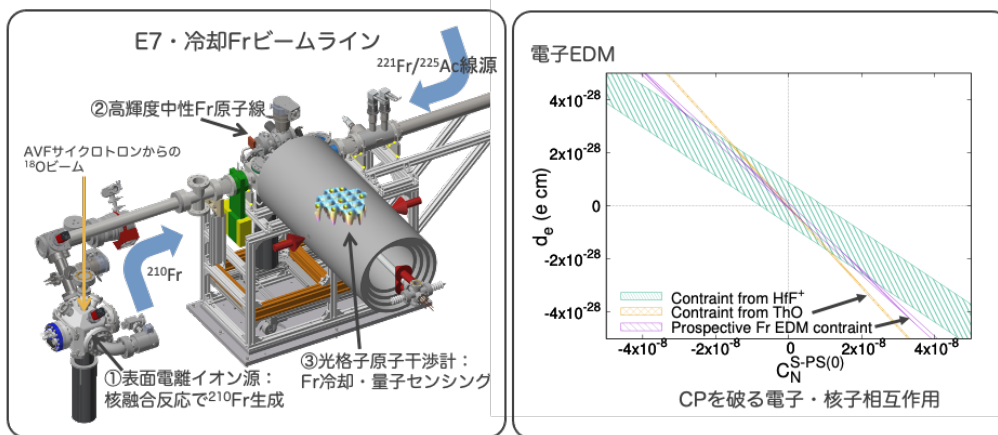 E7・冷却Frビームライン
221Fr/225Ac線源
②高輝度中性Fr原子線
AVFサイクロトロンからの
18Oビーム
210Fr
①表面電離イオン源：
核融合反応で210Fr生成
③光格子原子干渉計：
Fr冷却・量子センシング
電子EDM
4x10-28
2x10-28
0
-2x10-28
-4x10-28
de (e cm)
Contraint from HfF+
Contraint from ThO
Prospective Fr EDM contraint
-4x10-8
-2x10-8
0
2x10-8
4x10-8
CNS-PS(0)
CPを破る電子・核子相互作用